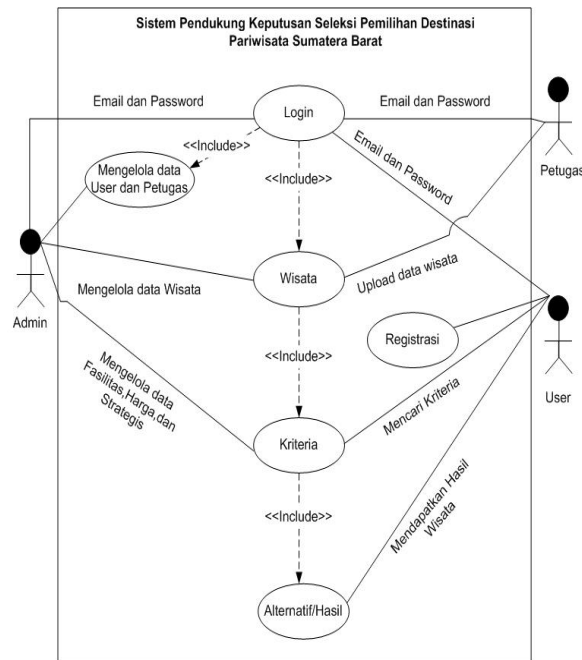 Sistem Pendukung Keputusan Seleksi Pemilihan Destinasi
Pariwisata Sumatera Barat
Email dan Password
Login
Email dan Password
<<Include>>
Mengelola data
User dan Petugas
<<Include>>
Email dan Password
Petugas
Wisata
Upload data wisata
Mengelola data Wisata
Admin
Registrasi
User
<<Include>>
Mengelola data
Fasilitas,Harga,dan
Strategis
Mencari Kriteria
Kriteria
<<Include>>
Mendapatkan Hasil
Wisata
Alternatif/Hasil